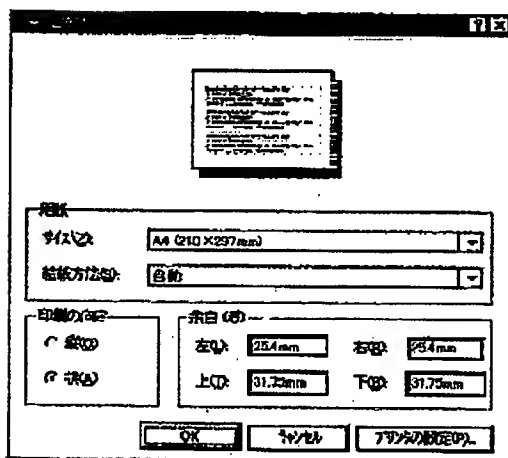 用紙
サイズ(Z): A4 (210×297mm)
給紙方法(S): 自動
印刷の向き
縦(O)
横(A)
余白(ミリ)
左(L): 25.4mm 右(R): 25.4mm
上(T): 31.75mm 下(B): 31.75mm
OK キャンセル プリンタの設定(P)...